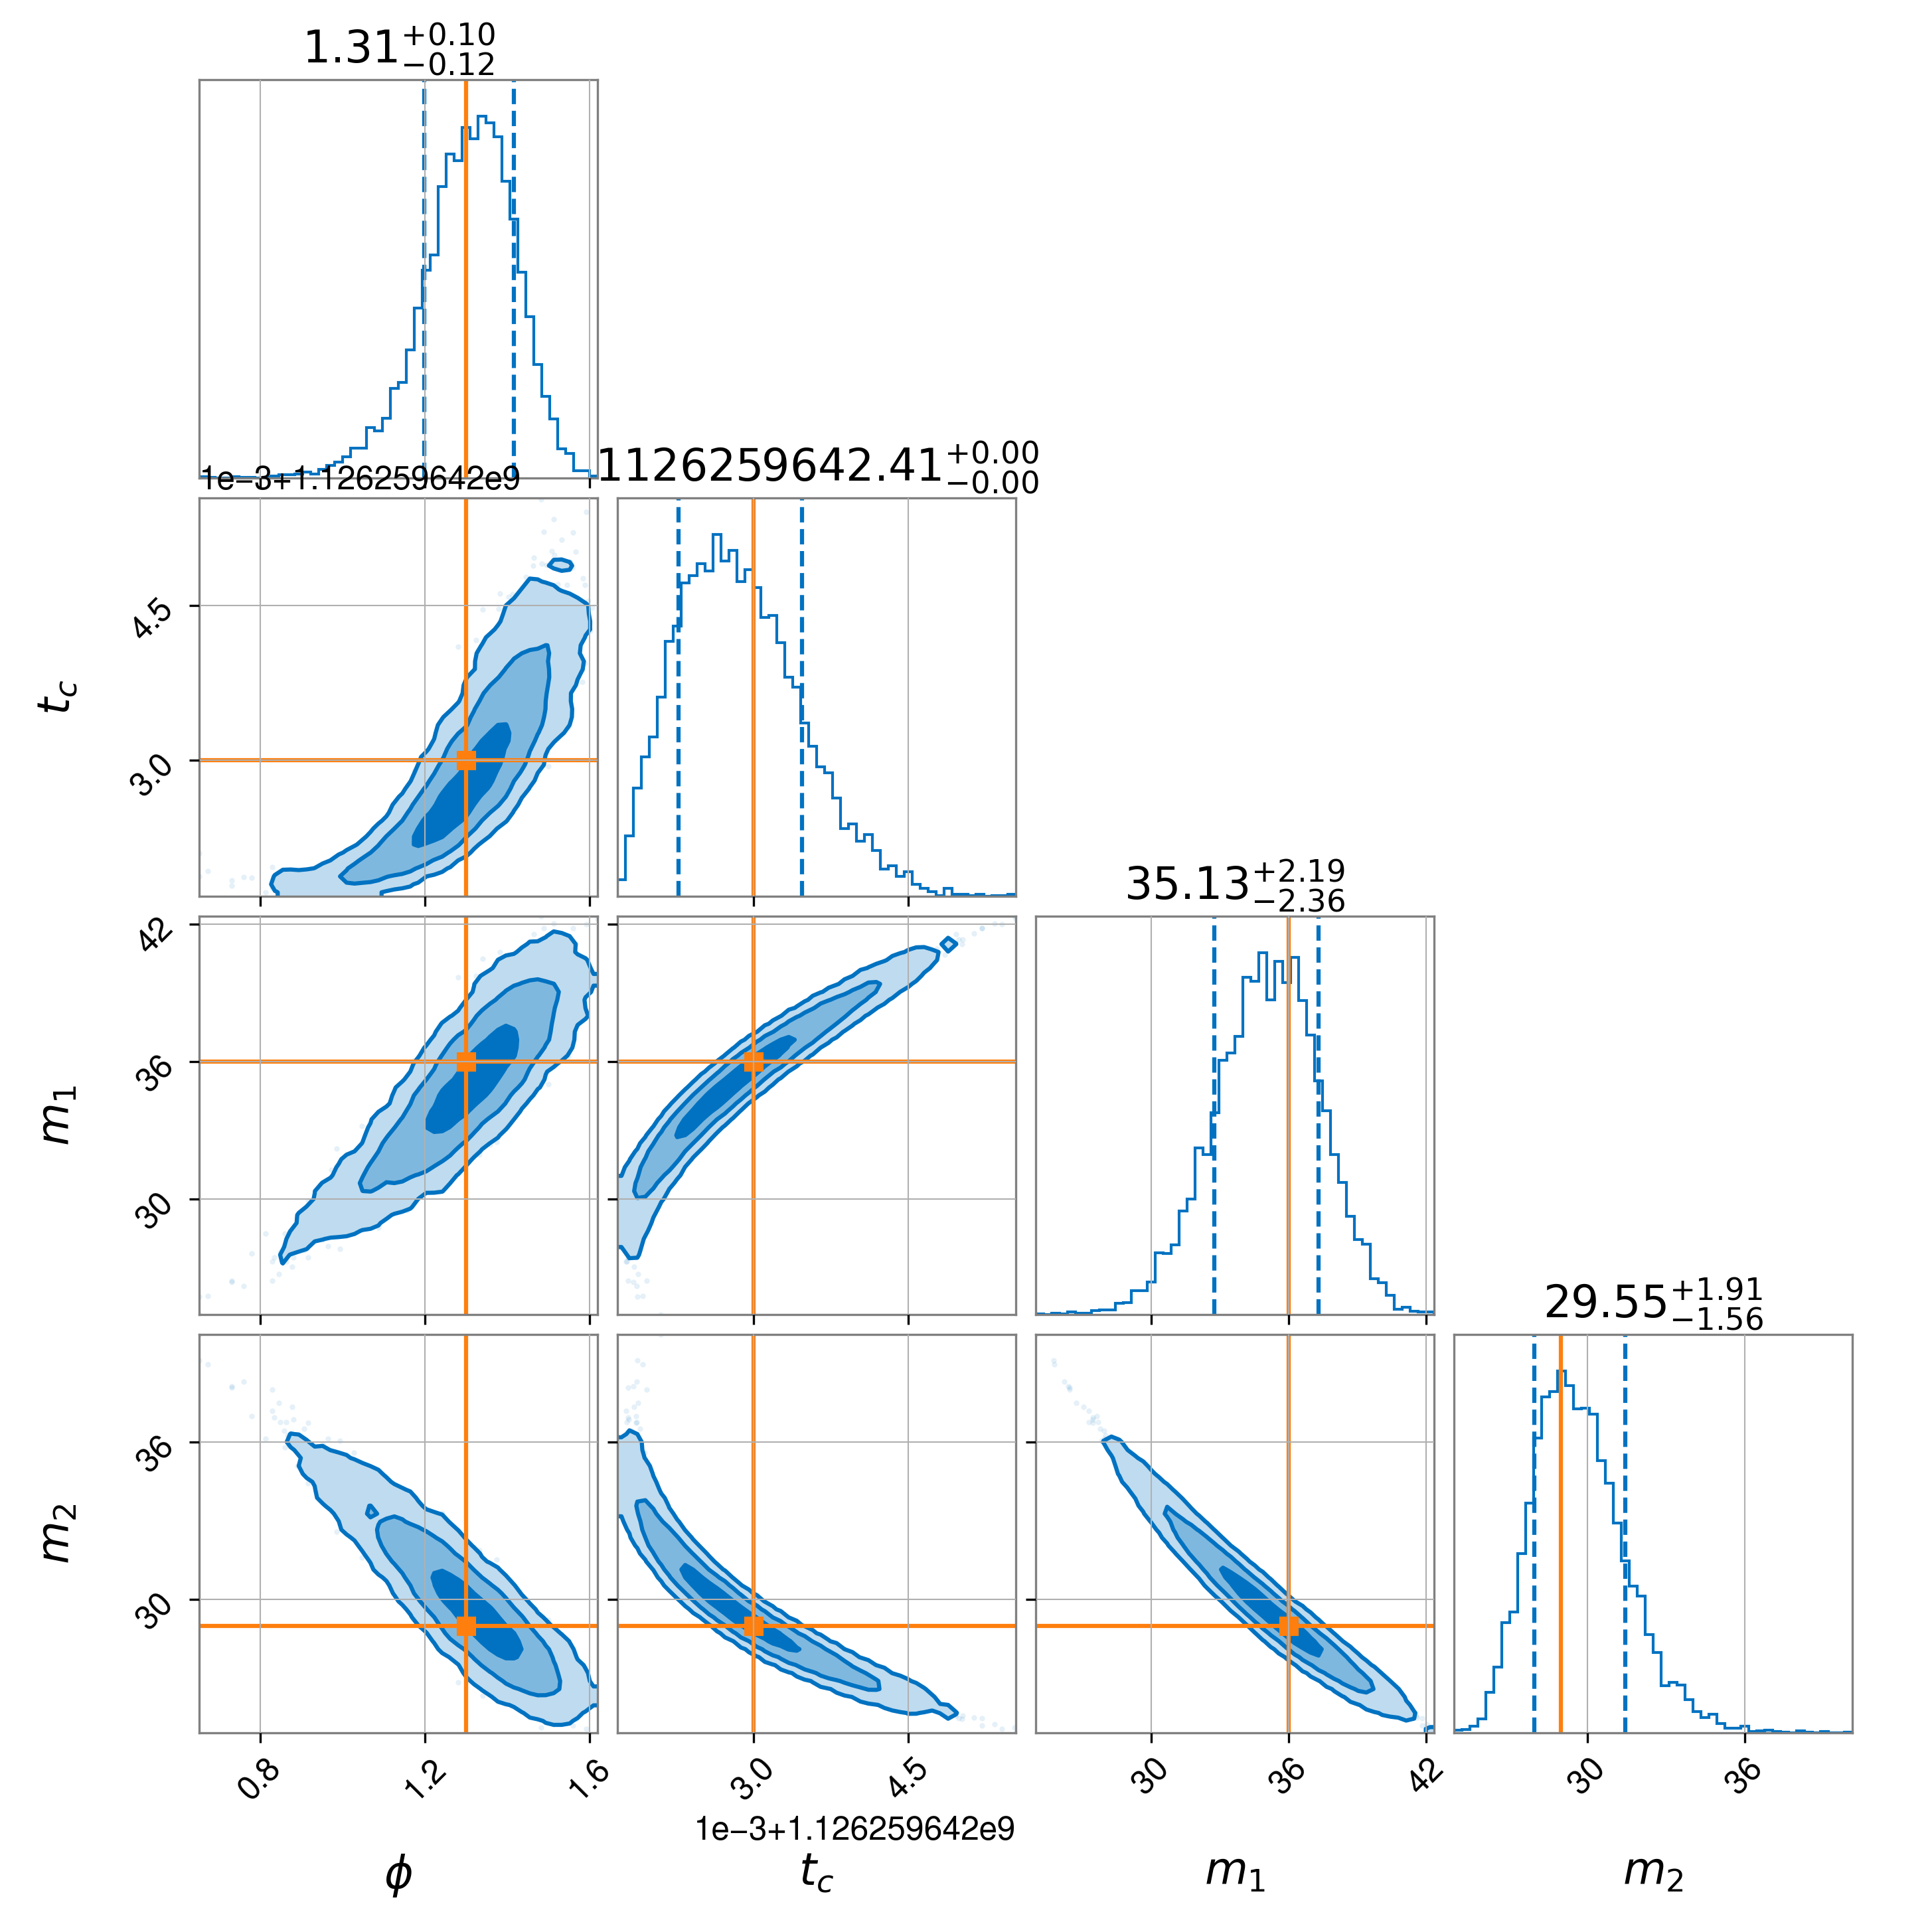 1.31+0.10−0.12
1e−3+1.126259642e9
1126259642.41+0.00−0.00
4.5
3.0
t_c
35.13+2.19−2.36
42
36
30
m_1
29.55+1.91−1.56
36
30
m_2
0.8 1.2 1.6 3.0 4.5 30 36 42 30 36
1e−3+1.126259642e9
ϕ t_c m_1 m_2